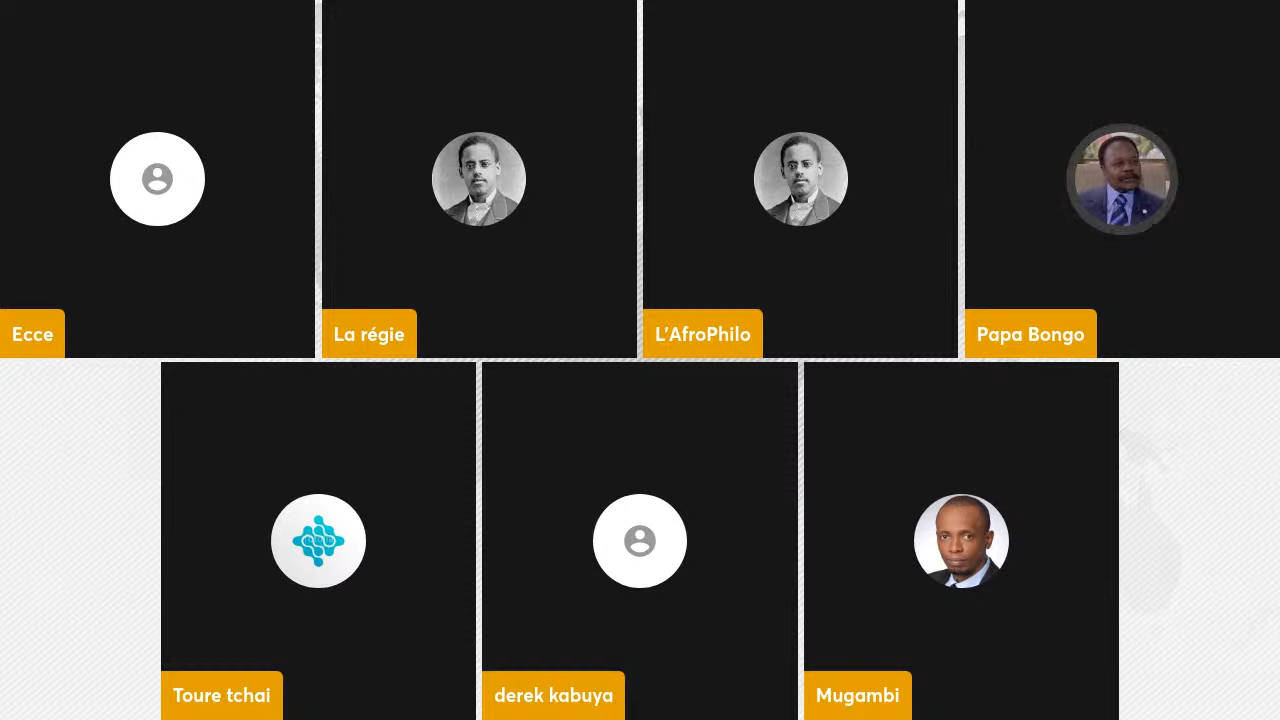 Ecce
La régie
L'AfroPhilo
Papa Bongo
Toure tchai
derek kabuya
Mugambi